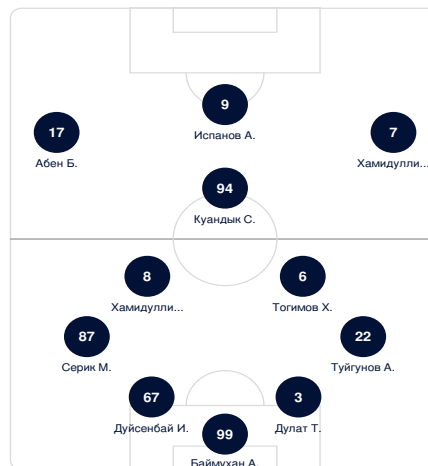 9
Испанов А.
17
Абен Б.
7
Хамидулли...
94
Куандык С.
8
Хамидулли...
6
Тогимов Х.
87
Серик М.
22
Туйгунов А.
67
Дуйсенбай И.
3
Дулат Т.
99
Баймухан А